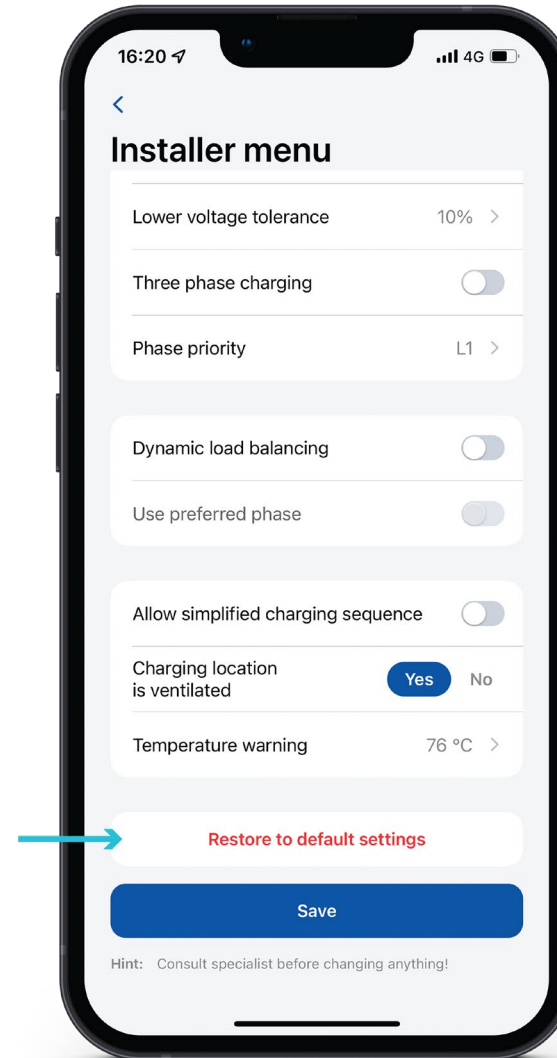 16:20
4G
Installer menu
Lower voltage tolerance 10%
Three phase charging
Phase priority L1
Dynamic load balancing
Use preferred phase
Allow simplified charging sequence
Charging location
is ventilated
Yes No
Temperature warning 76 °C
Restore to default settings
Save
Hint: Consult specialist before changing anything!